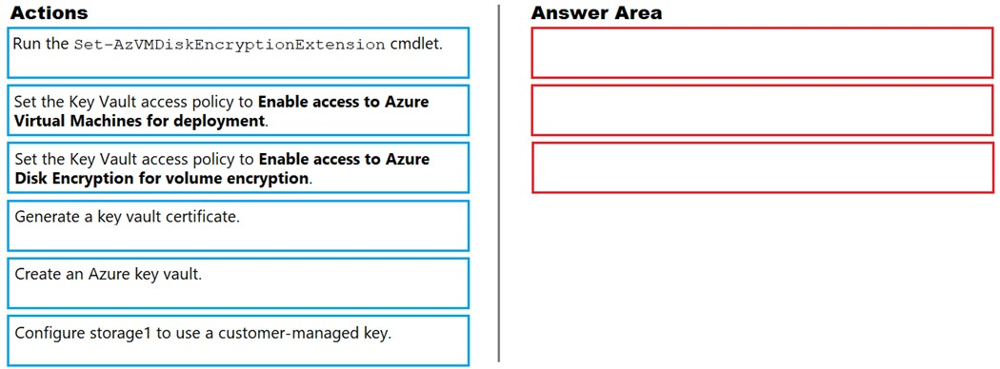 Actions
Run the Set-AzVMDiskEncryptionExtension cmdlet.
Set the Key Vault access policy to Enable access to Azure
Virtual Machines for deployment.
Set the Key Vault access policy to Enable access to Azure
Disk Encryption for volume encryption.
Generate a key vault certificate.
Create an Azure key vault.
Configure storage1 to use a customer-managed key.
Answer Area